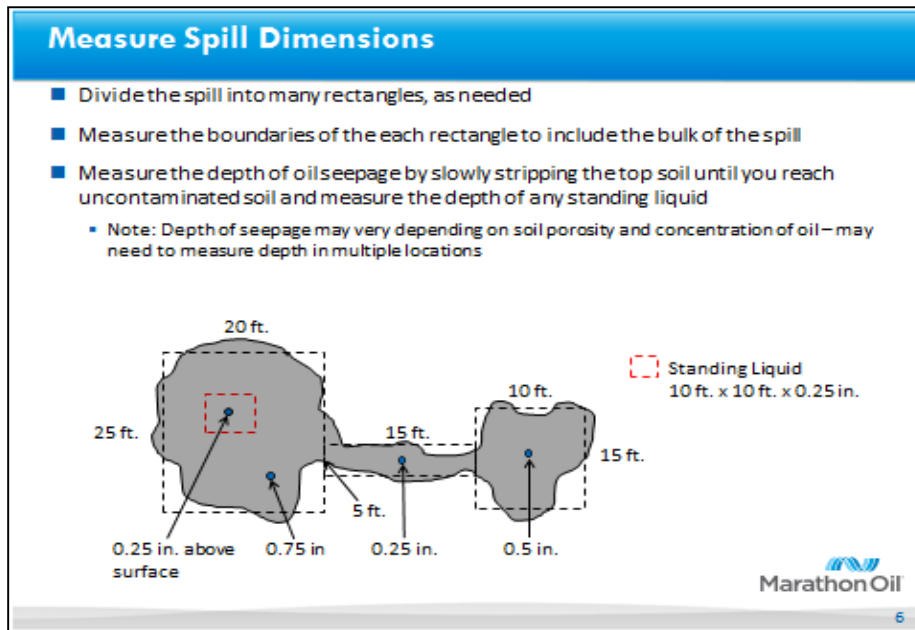 Measure Spill Dimensions
Divide the spill into many rectangles, as needed
Measure the boundaries of the each rectangle to include the bulk of the spill
Measure the depth of oil seepage by slowly stripping the top soil until you reach
uncontaminated soil and measure the depth of any standing liquid
Note: Depth of seepage may very depending on soil porosity and concentration of oil – may
need to measure depth in multiple locations
20 ft.
Standing Liquid
10 ft. x 10 ft. x 0.25 in.
10 ft.
25 ft.
15 ft.
15 ft.
5 ft.
0.25 in. above
surface
0.75 in
0.25 in.
0.5 in.
Marathon Oil
6